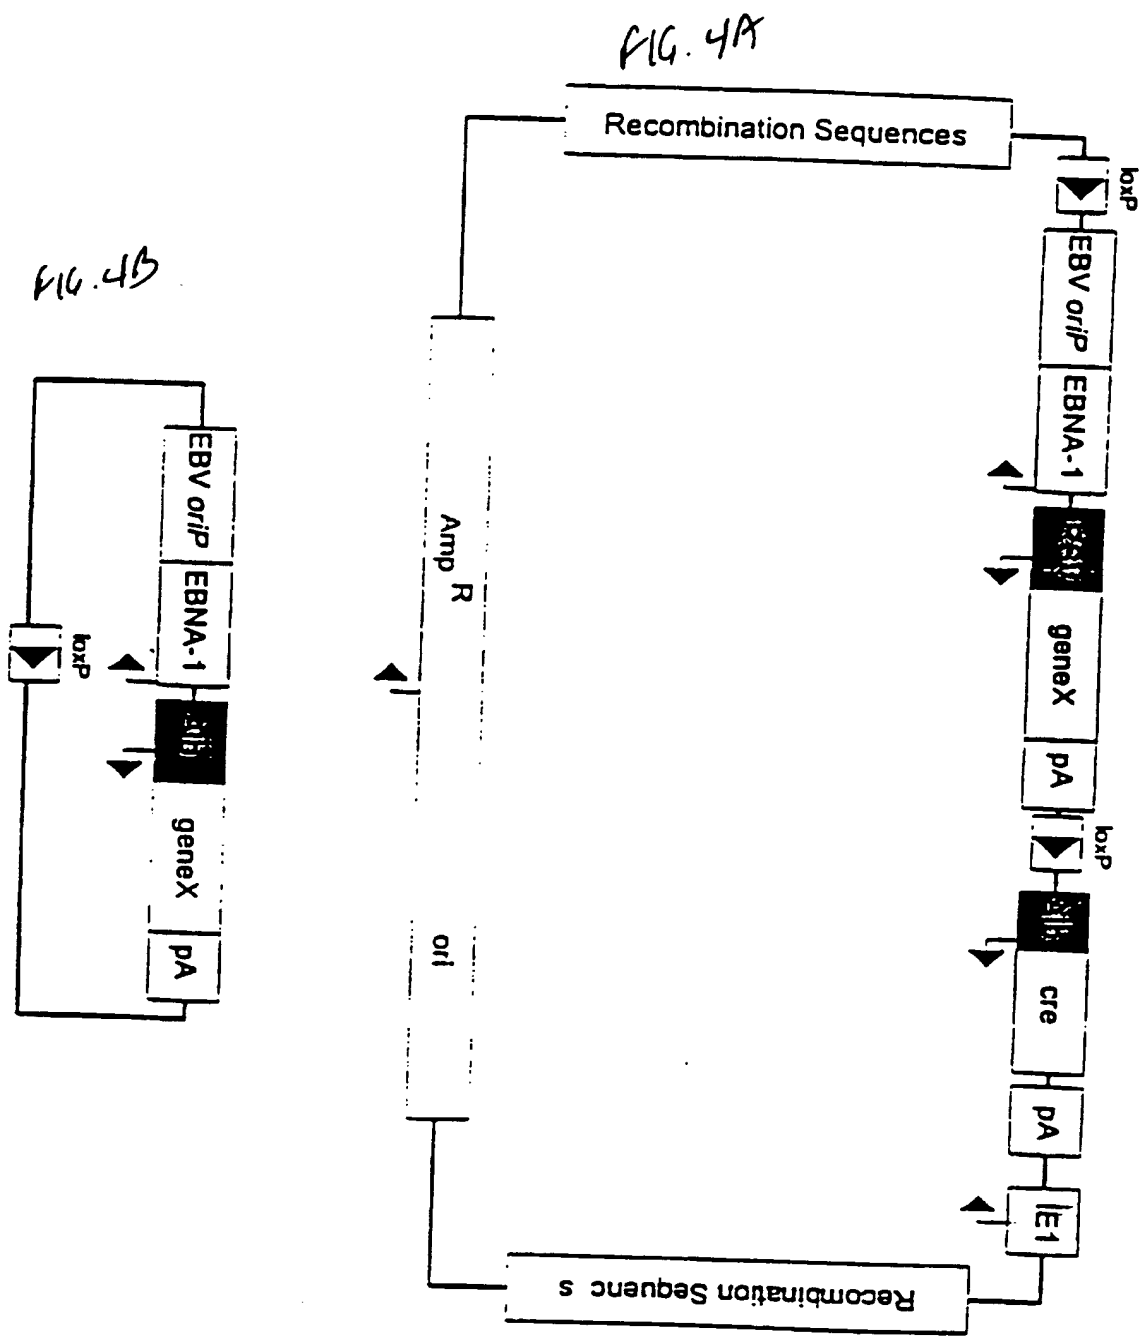 FIG. 4A
Recombination Sequences
loxP
EBV oriP
EBNA-1
geneX
pA
loxP
cre
pA
IE1
Recombination Sequenc s
Amp R
ori
FIG. 4B
EBV oriP
EBNA-1
geneX
pA
loxP